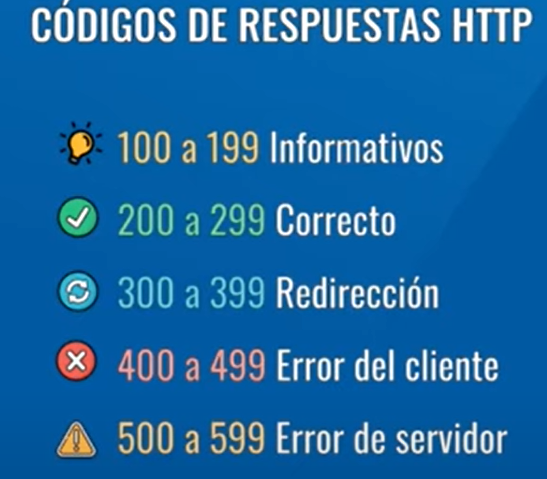 CÓDIGOS DE RESPUESTAS HTTP
100 a 199 Informativos
200 a 299 Correcto
300 a 399 Redirección
400 a 499 Error del cliente
500 a 599 Error de servidor